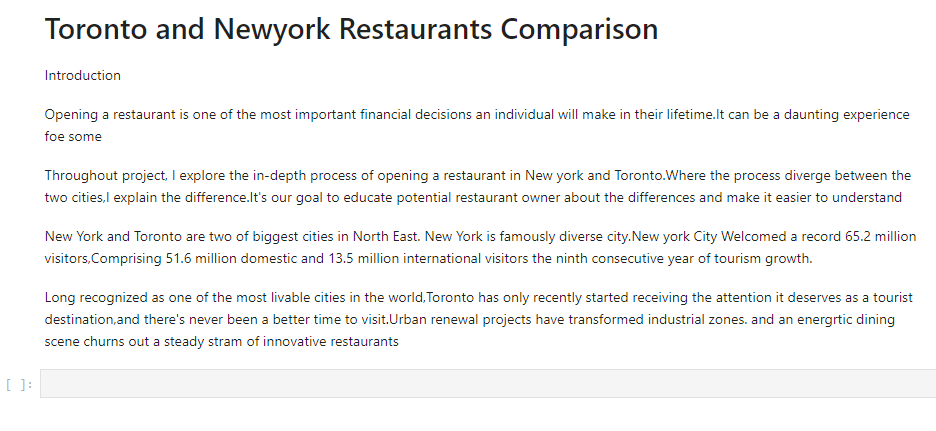 Toronto and Newyork Restaurants Comparison
Introduction
Opening a restaurant is one of the most important financial decisions an individual will make in their lifetime.It can be a daunting experience
foe some
Throughout project, I explore the in-depth process of opening a restaurant in New york and Toronto.Where the process diverge between the
two cities,I explain the difference.It's our goal to educate potential restaurant owner about the differences and make it easier to understand
New York and Toronto are two of biggest cities in North East. New York is famously diverse city.New york City Welcomed a record 65.2 million
visitors,Comprising 51.6 million domestic and 13.5 million international visitors the ninth consecutive year of tourism growth.
Long recognized as one of the most livable cities in the world,Toronto has only recently started receiving the attention it deserves as a tourist
destination,and there's never been a better time to visit.Urban renewal projects have transformed industrial zones. and an energrtic dining
scene churns out a steady stram of innovative restaurants
[ ]: